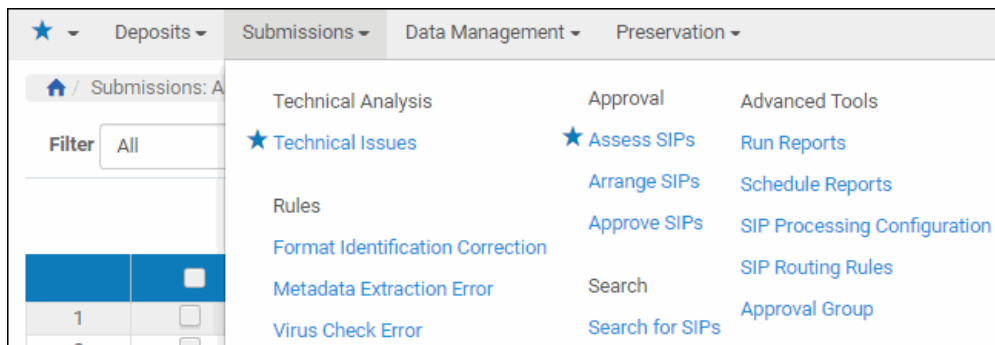 Deposits Submissions Data Management Preservation
/ Submissions: A
Filter All
Technical Analysis
Technical Issues
Rules
Format Identification Correction
Metadata Extraction Error
Virus Check Error
Approval
Assess SIPs
Arrange SIPs
Approve SIPs
Search
Search for SIPs
Advanced Tools
Run Reports
Schedule Reports
SIP Processing Configuration
SIP Routing Rules
Approval Group
1